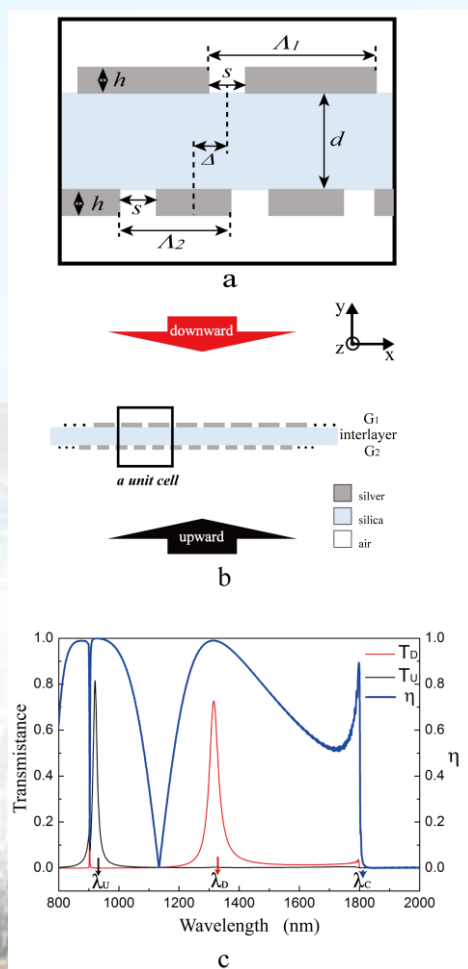 Λ1
h
s
Δ
d
h
s
Λ2
a
downward
y
z
x
G1
interlayer
G2
a unit cell
silver
silica
air
upward
b
1.0
0.8
0.6
0.4
0.2
0.0
Transmistance
TD
TU
η
1.0
0.8
0.6
0.4
0.2
0.0
η
λU
λD
λC
800 1000 1200 1400 1600 1800 2000
Wavelength (nm)
c